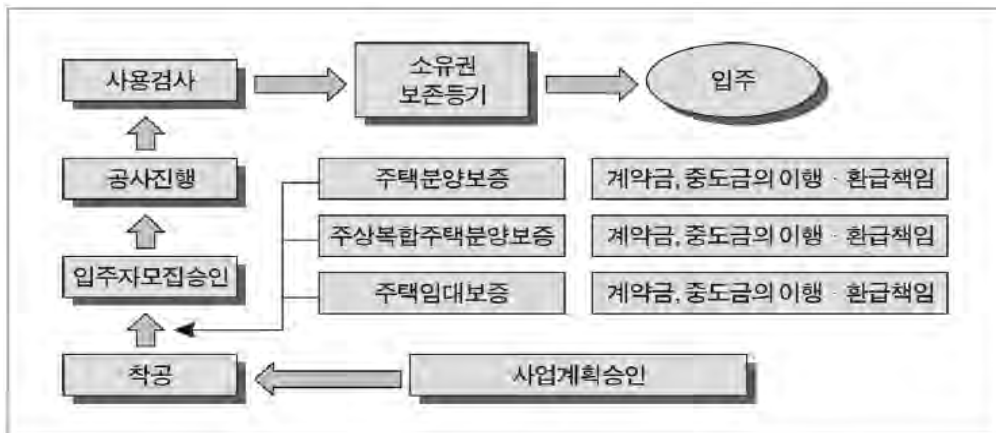 사용검사
소유권
보존등기
입주
공사진행
주택분양보증
계약금, 중도금의 이행 · 환급책임
주상복합주택분양보증
계약금, 중도금의 이행 · 환급책임
입주자모집승인
주택임대보증
계약금, 중도금의 이행 · 환급책임
착공
사업계획승인